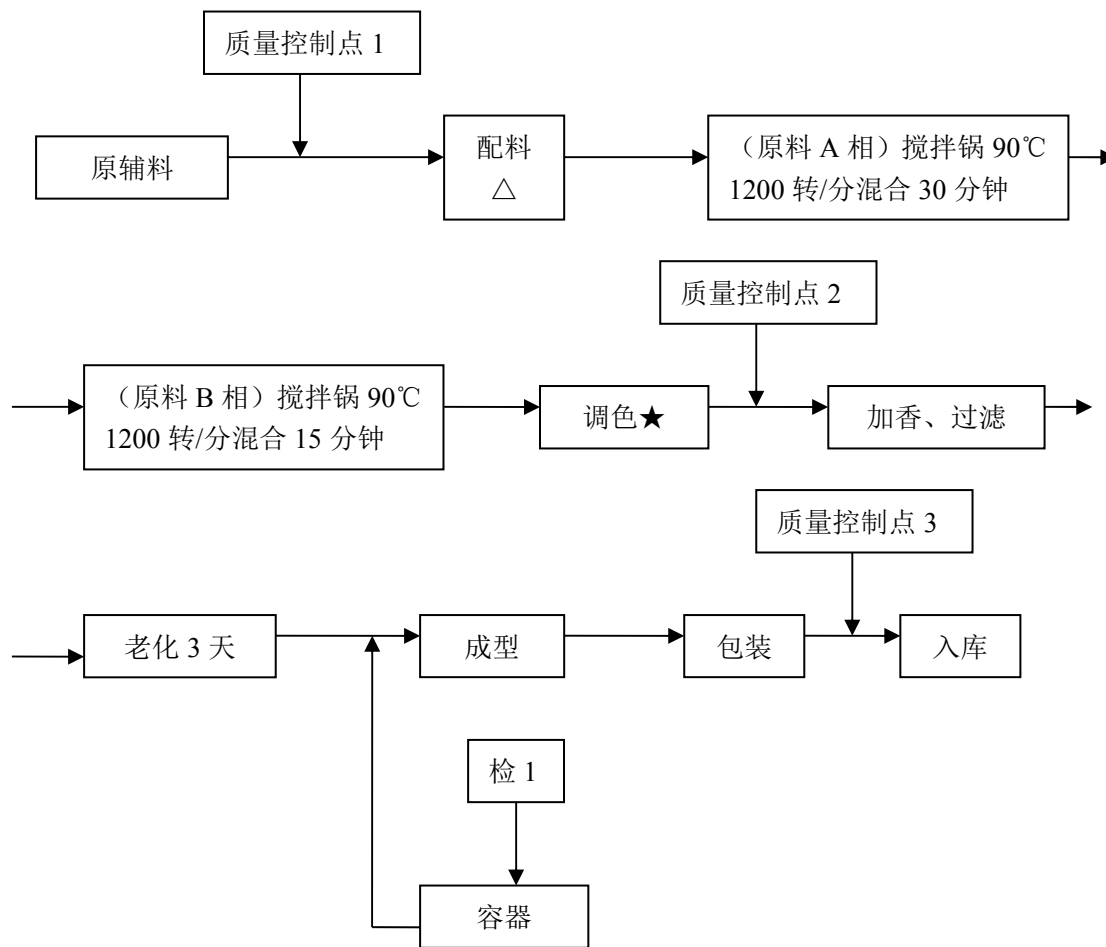 质量控制点 1
原辅料
配料
△
（原料 A 相）搅拌锅 90℃
1200 转/分混合 30 分钟
质量控制点 2
（原料 B 相）搅拌锅 90℃
1200 转/分混合 15 分钟
调色★
加香、过滤
质量控制点 3
老化 3 天
成型
包装
入库
检 1
容器